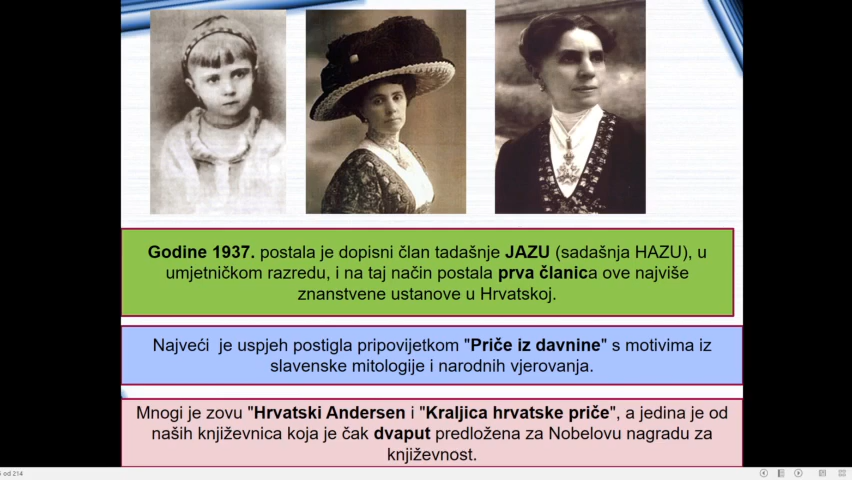 Godine 1937. postala je dopisni član tadašnje JAZU (sadašnja HAZU), u
umjetničkom razredu, i na taj način postala prva članica ove najviše
znanstvene ustanove u Hrvatskoj.
Najveći  je uspjeh postigla pripovijetkom "Priče iz davnine" s motivima iz
slavenske mitologije i narodnih vjerovanja.
Mnogi je zovu "Hrvatski Andersen i "Kraljica hrvatske priče", a jedina je od
naših književnica koja je čak dvaput predložena za Nobelovu nagradu za
književnost.
od 214